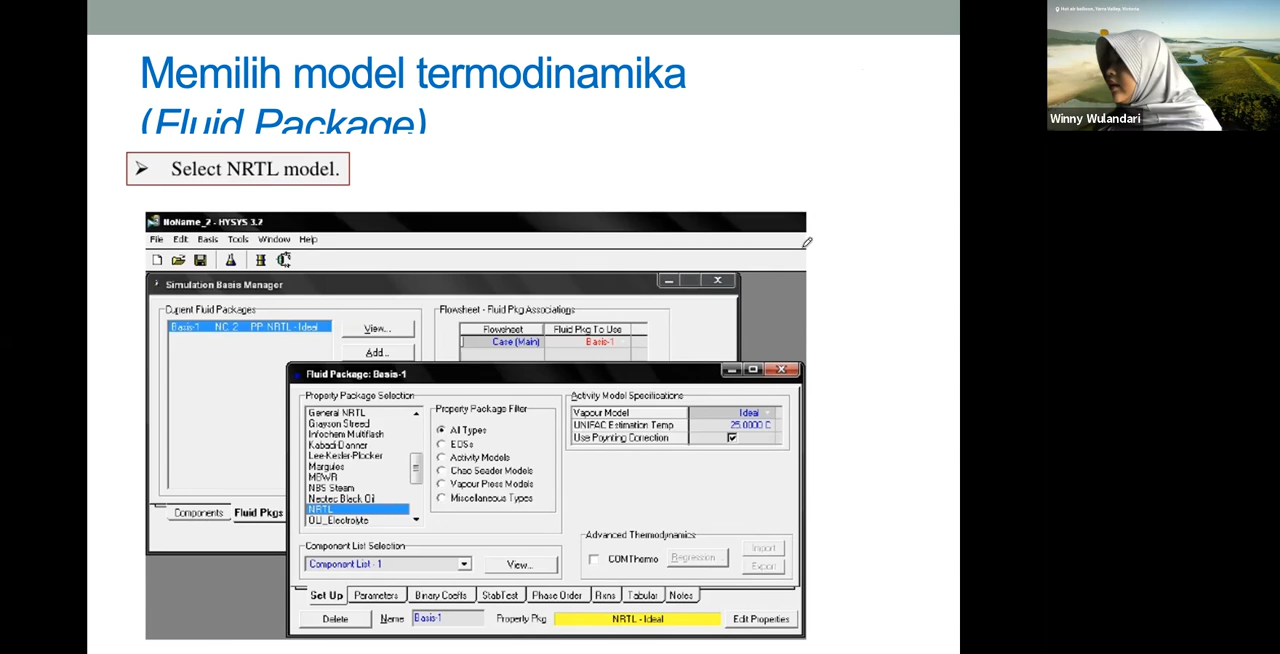 Memilih model termodinamika
(Fluid Package)
➢ Select NRTL model.
NoName_2 - HYSYS 3.2
File Edit Basis Tools Window Help
Simulation Basis Manager
Current Fluid Packages
Basis-1 NC: 2 PP: NRTL - Ideal
View...
Add...
Flowsheet - Fluid Pkg Associations
Flowsheet Fluid Pkg To Use
Case (Main) Basis-1
Components Fluid Pkgs
Fluid Package: Basis-1
Property Package Selection
General NRTL
Grayson Streed
Infochem Multiflash
Kabadi-Danner
Lee-Kesler-Plocker
Margules
MBWR
NBS Steam
Neotec Black Oil
NRTL
OLI_Electrolyte
Property Package Filter
All Types
EOSs
Activity Models
Chao Seader Models
Vapour Press Models
Miscellaneous Types
Activity Model Specifications
Vapour Model Ideal
UNIFAC Estimation Temp 25.0000 C
Use Poynting Correction
Component List Selection
Component List - 1
View...
Advanced Thermodynamics
COMThermo
Regression...
Import
Export
Set Up Parameters Binary Coeffs StabTest Phase Order Rxns Tabular Notes
Delete Name Basis-1 Property Pkg NRTL - Ideal Edit Properties
Hot air balloon, Yarra Valley, Victoria
Winny Wulandari